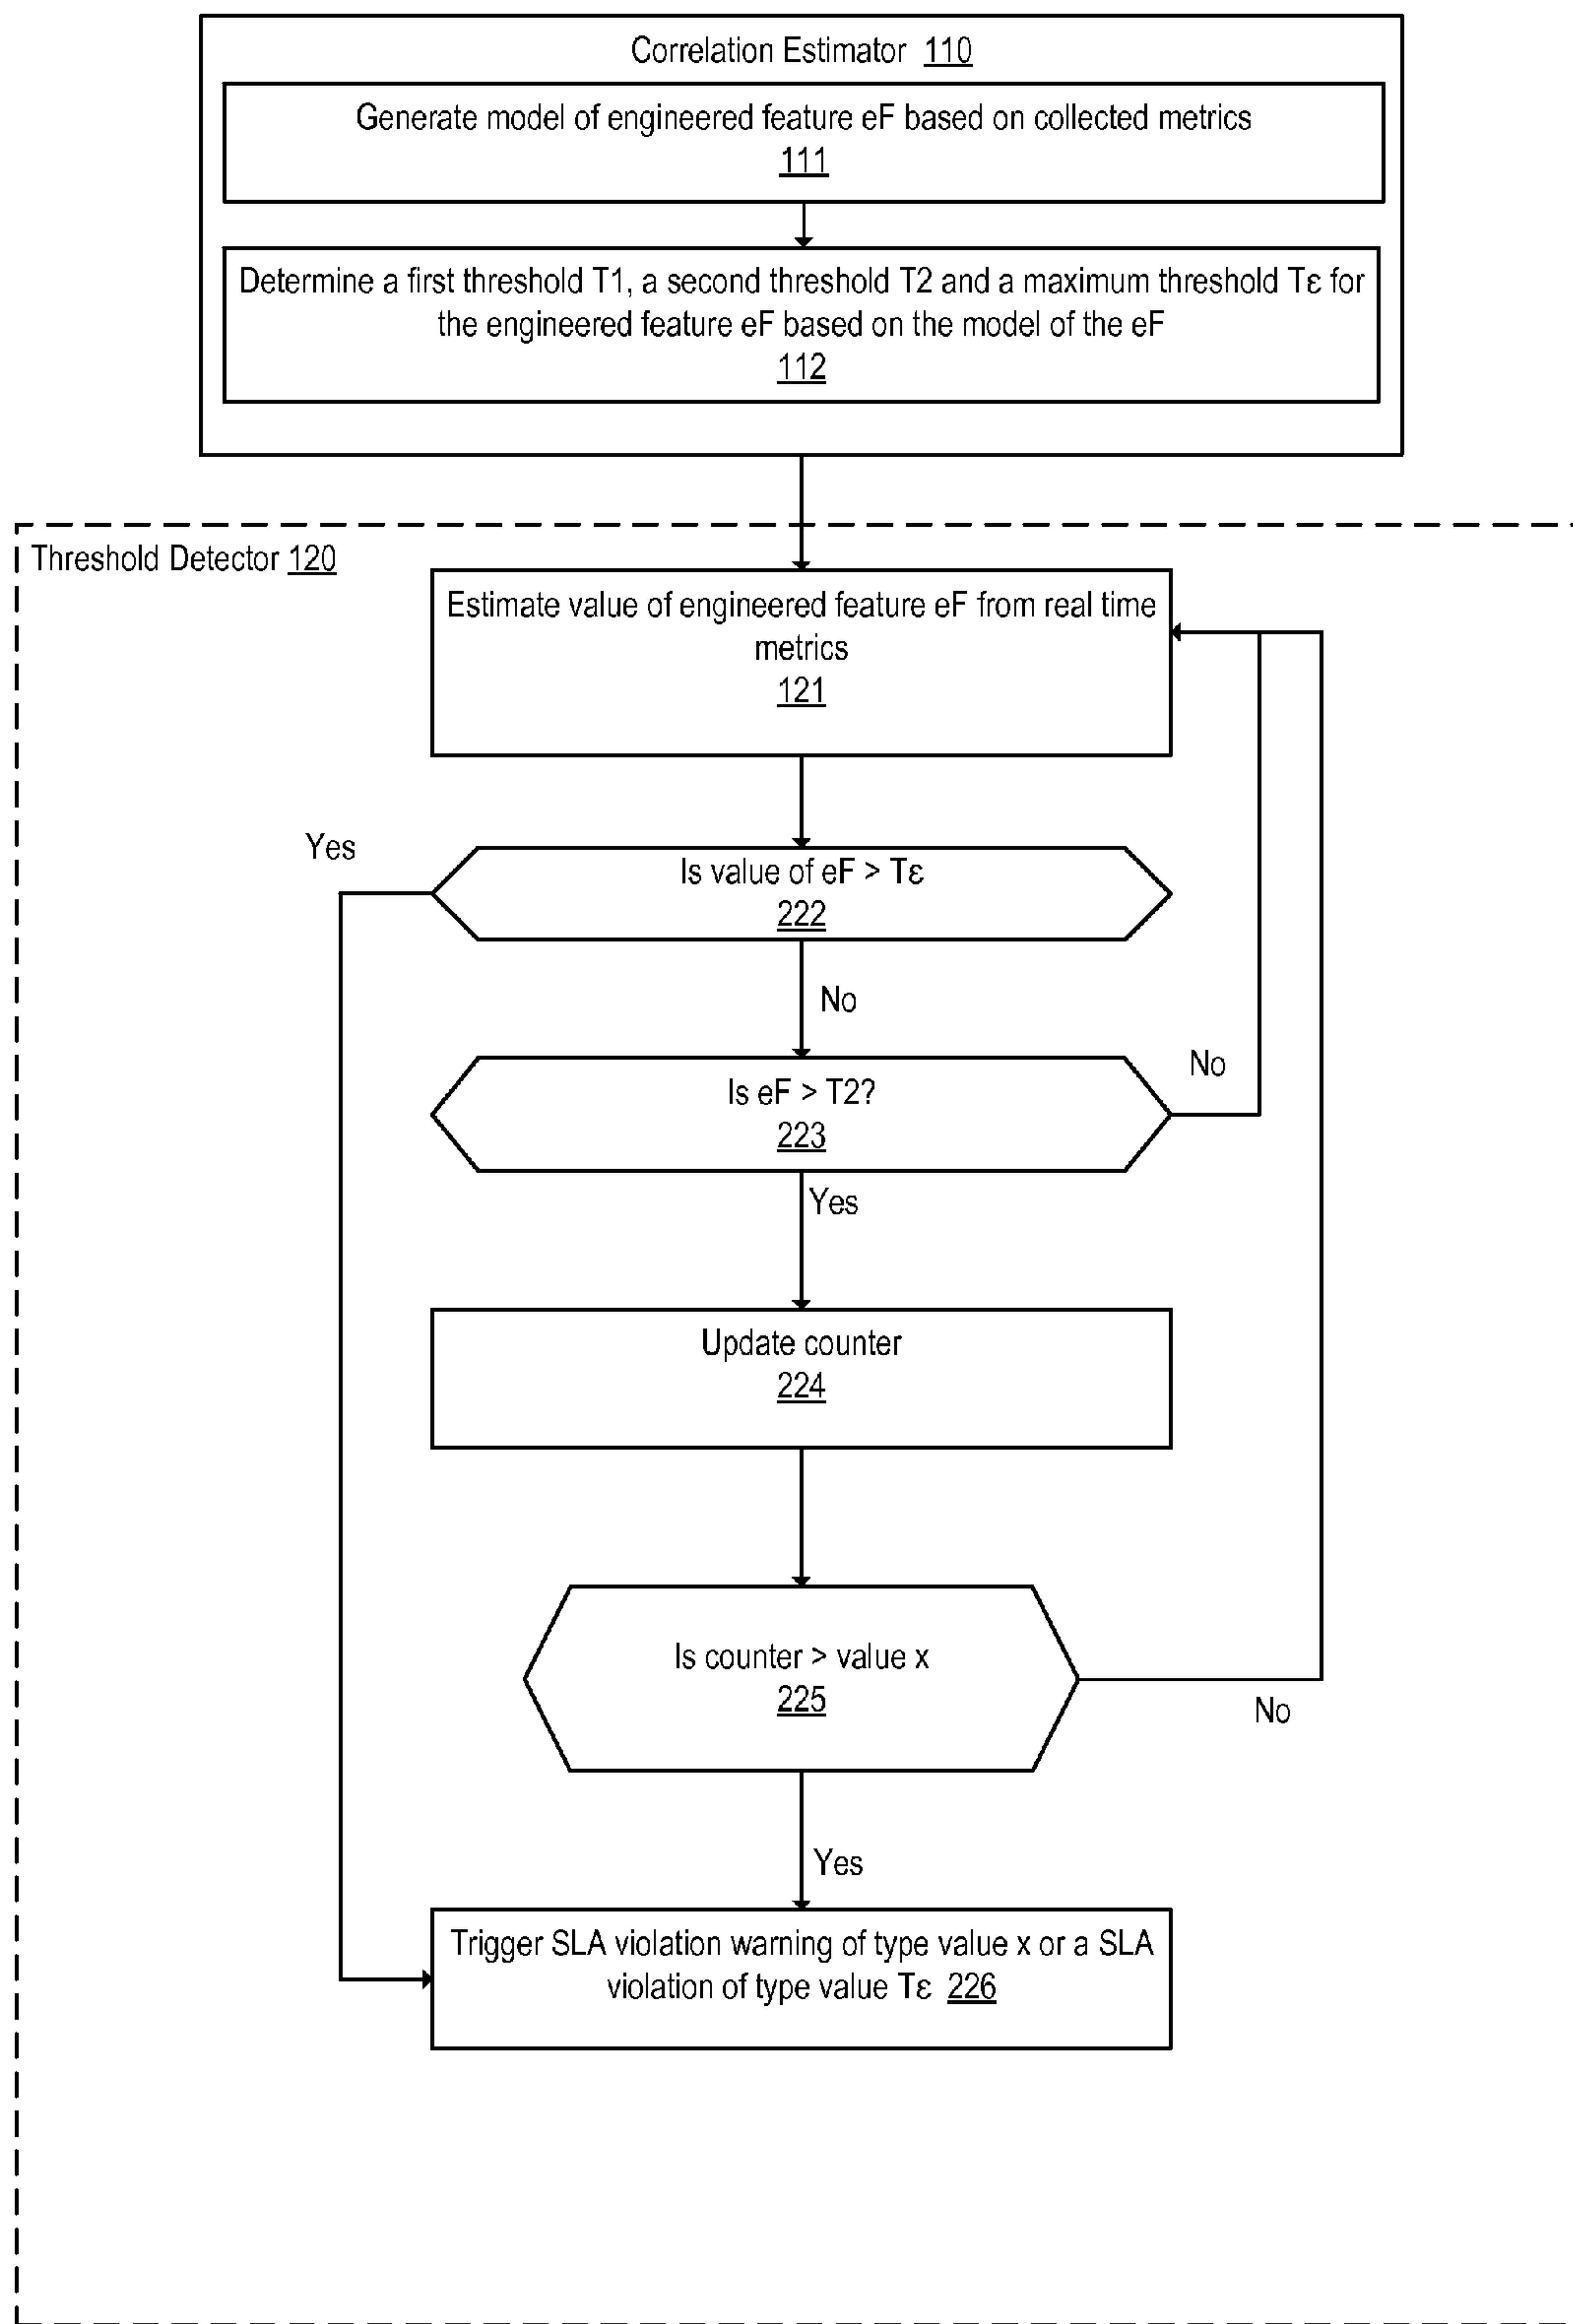 Correlation Estimator 110
Generate model of engineered feature eF based on collected metrics
111
Determine a first threshold T1, a second threshold T2 and a maximum threshold Tε for
the engineered feature eF based on the model of the eF
112
Threshold Detector 120
Estimate value of engineered feature eF from real time
metrics
121
Yes
Is value of eF > Tε
222
No
Is eF > T2?
223
No
Yes
Update counter
224
Is counter > value x
225
No
Yes
Trigger SLA violation warning of type value x or a SLA
violation of type value Tε 226